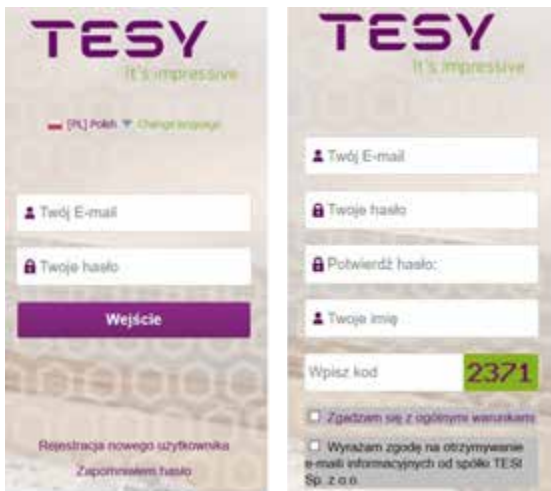 TESY
It's impressive
[PL] Polish Change language
Twój E-mail
Twoje hasło
Wejście
Rejestracja nowego użytkownika
Zapomniałem hasło
TESY
It's impressive
Twój E-mail
Twoje hasło
Potwierdź hasło:
Twoje imię
Wpisz kod 2371
Zgadzam się z ogólnymi warunkami
Wyrażam zgodę na otrzymywanie
e-maili informacyjnych od spółki TESI
Sp. z o.o.